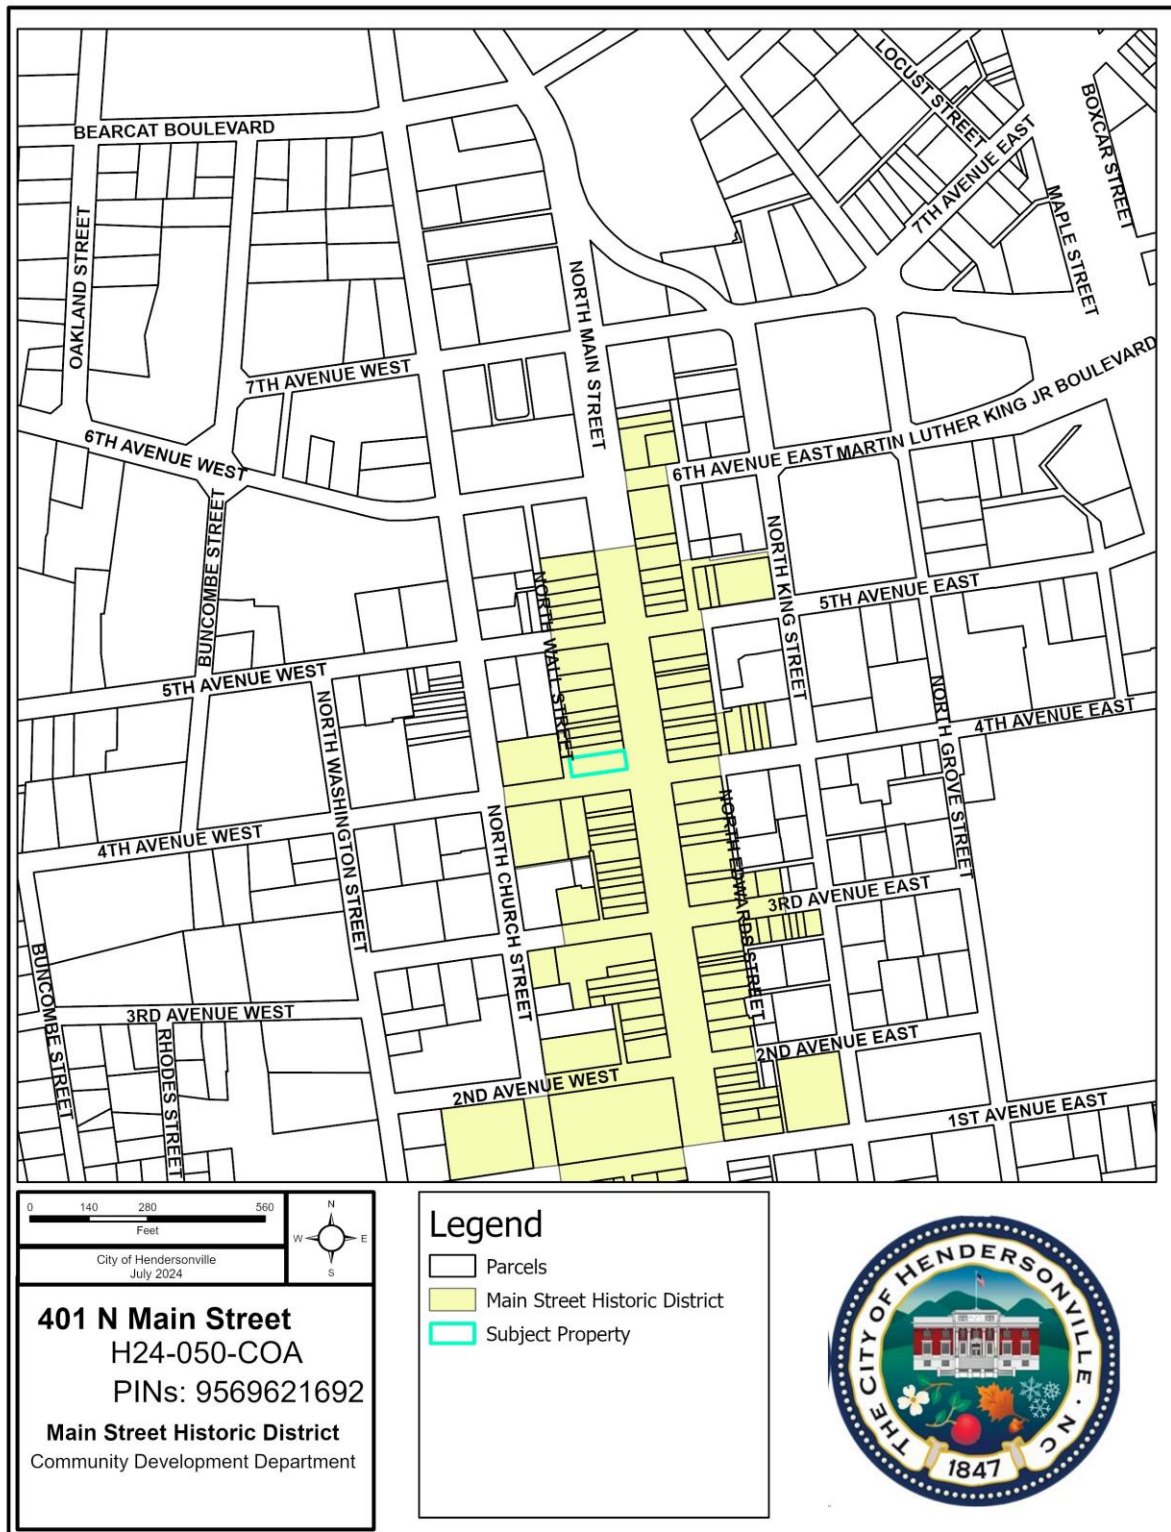 LOCUST STREET
BOXCAR STREET
BEARCAT BOULEVARD
7TH AVENUE EAST
MAPLE STREET
OAKLAND STREET
NORTH MAIN STREET
7TH AVENUE WEST
MARTIN LUTHER KING JR BOULEVARD
6TH AVENUE WEST
6TH AVENUE EAST
BUNCOMBE STREET
NORTH WALL STREET
NORTH KING STREET
5TH AVENUE EAST
5TH AVENUE WEST
NORTH WASHINGTON STREET
NORTH GROVE STREET
4TH AVENUE EAST
4TH AVENUE WEST
NORTH CHURCH STREET
NORTH EDWARDS STREET
3RD AVENUE EAST
BUNCOMBE STREET
3RD AVENUE WEST
RHODES STREET
2ND AVENUE EAST
2ND AVENUE WEST
1ST AVENUE EAST
0 140 280 560
Feet
N
W E
S
City of Hendersonville
July 2024
401 N Main Street
H24-050-COA
PINs: 9569621692
Main Street Historic District
Community Development Department
Legend
Parcels
Main Street Historic District
Subject Property
THE CITY OF HENDERSONVILLE · NC
1847